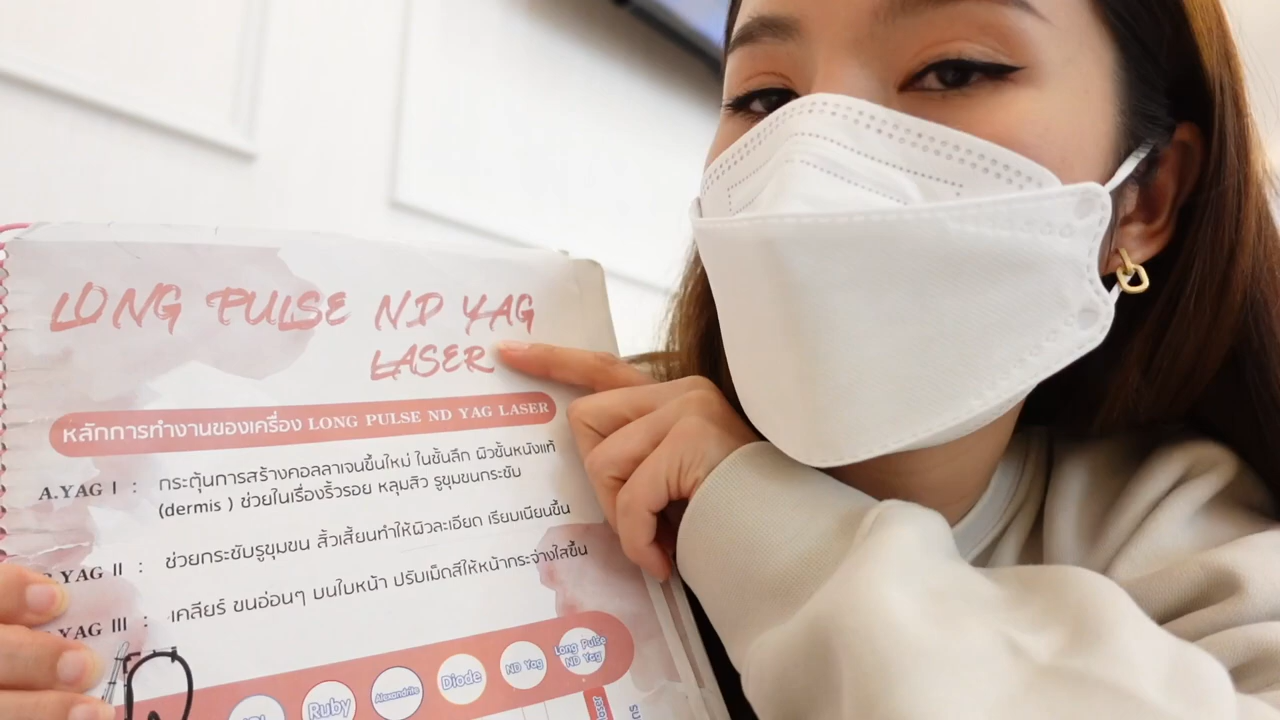 LONG PULSE ND YAG
LASER
หลักการทำงานของเครื่อง LONG PULSE ND YAG LASER
A.YAG I : กระตุ้นการสร้างคอลลาเจนขึ้นใหม่ ในชั้นลึก ผิวชั้นหนังแท้
(dermis ) ช่วยในเรื่องริ้วรอย หลุมสิว รูขุมขนกระชับ
.YAG II : ช่วยกระชับรูขุมขน สิ้วเสี้ยนทำให้ผิวละเอียด เรียบเนียนขึ้น
YAG III : เคลียร์ ขนอ่อนๆ บนใบหน้า ปรับเม็ดสีให้หน้ากระจ่างใสขึ้น
Ruby
Alexandrite
Diode
ND Yag
Long Pulse
ND Yag